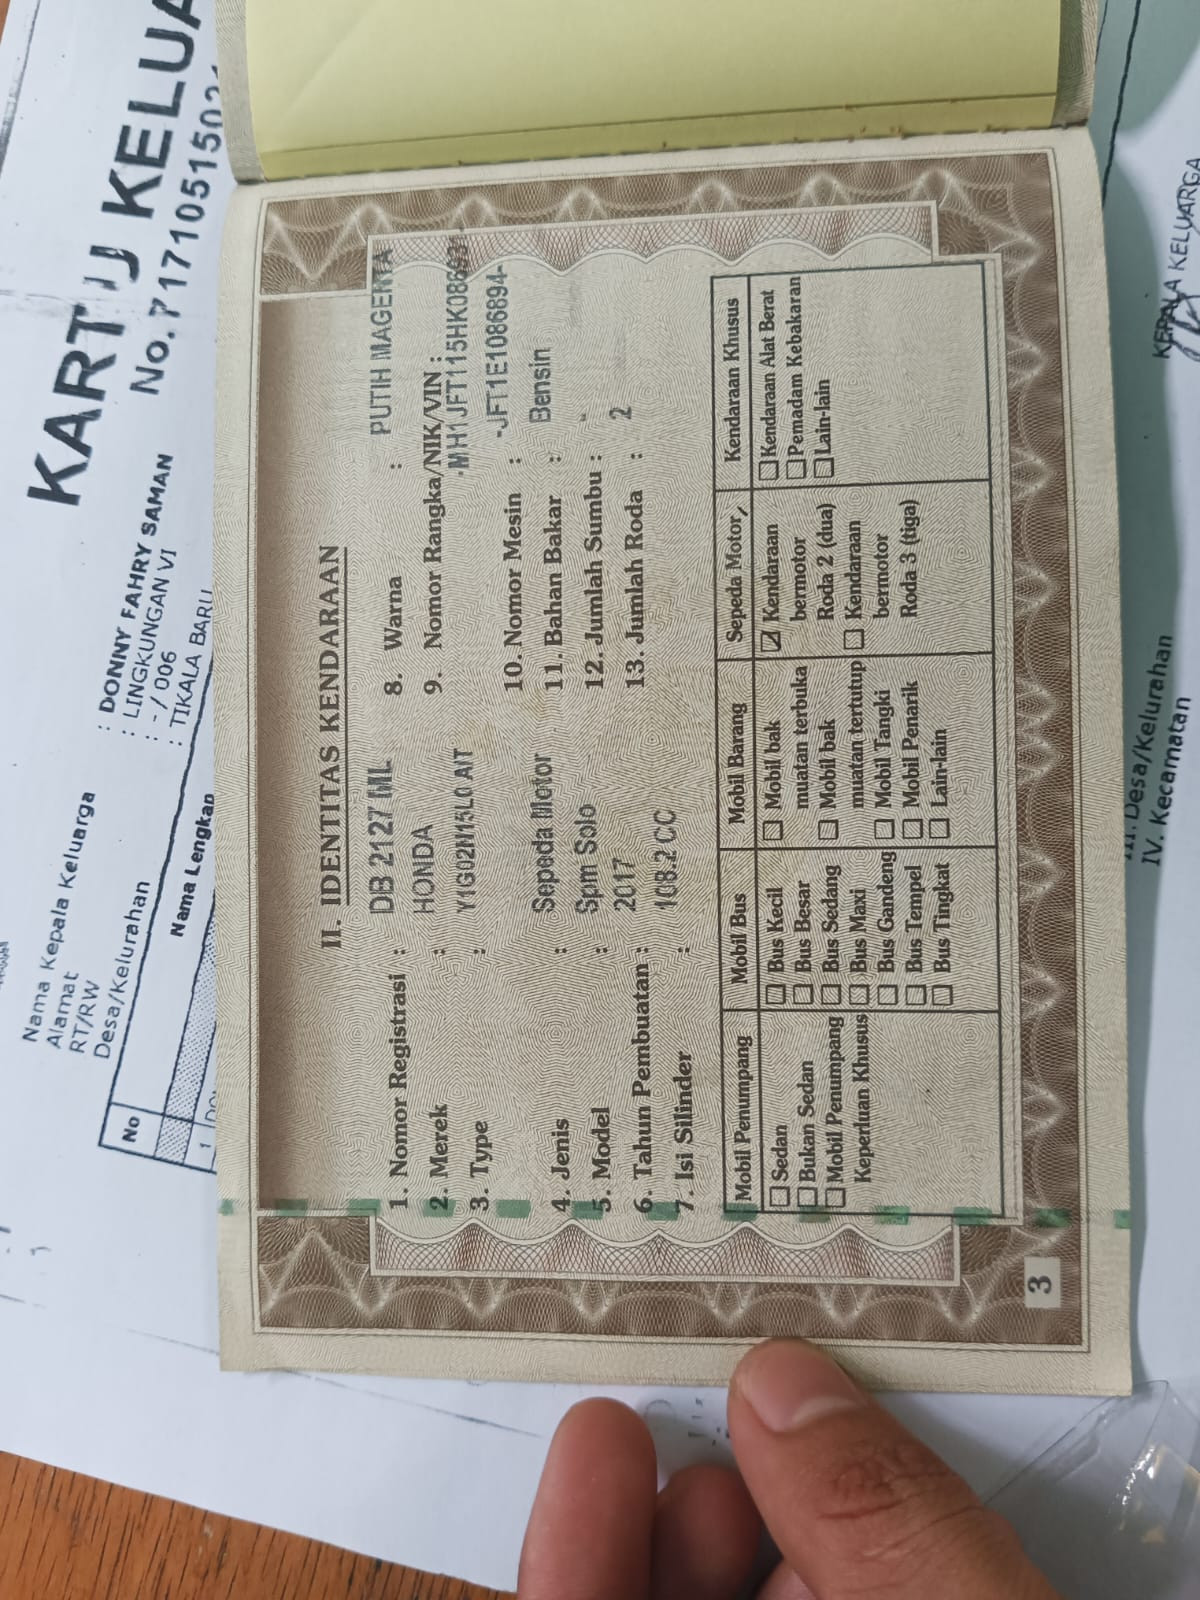 KARTU KELUA
No. 7171051502
Nama Kepala Keluarga : DONNY FAHRY SAMAN
Alamat : LINGKUNGAN VI
RT/RW : - / 006
Desa/Kelurahan : TIKALA BARU
No Nama Lengkap
1
II. IDENTITAS KENDARAAN
1. Nomor Registrasi : DB 2127 ML
2. Merek : HONDA
3. Type : Y1G02N15L0 A/T
4. Jenis : Sepeda Motor
5. Model : Spm Solo
6. Tahun Pembuatan : 2017
7. Isi Silinder : 108.2 CC
8. Warna : PUTIH MAGENTA
9. Nomor Rangka/NIK/VIN :
-MH1JFT115HK08
10. Nomor Mesin : -JFT1E1086894-
11. Bahan Bakar : Bensin
12. Jumlah Sumbu : -
13. Jumlah Roda : 2
Mobil Penumpang
Sedan
Bukan Sedan
Mobil Penumpang
Keperluan Khusus
Mobil Bus
Bus Kecil
Bus Besar
Bus Sedang
Bus Maxi
Bus Gandeng
Bus Tempel
Bus Tingkat
Mobil Barang
Mobil bak
muatan terbuka
Mobil bak
muatan tertutup
Mobil Tangki
Mobil Penarik
Lain-lain
Sepeda Motor
Kendaraan
bermotor
Roda 2 (dua)
Kendaraan
bermotor
Roda 3 (tiga)
Kendaraan Khusus
Kendaraan Alat Berat
Pemadam Kebakaran
Lain-lain
3
III. Desa/Kelurahan
IV. Kecamatan
KEPALA KELUARGA